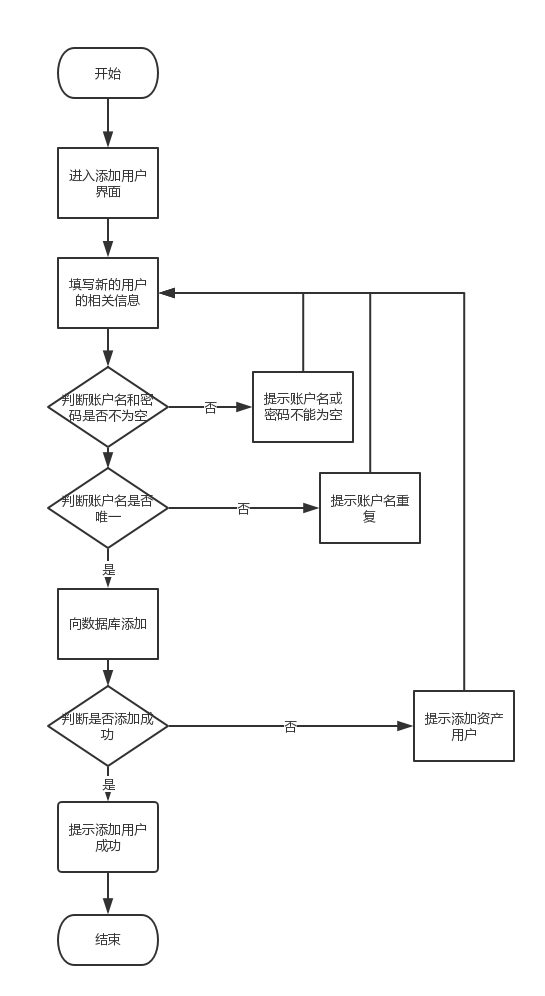 开始
进入添加用户
界面
填写新的用户
的相关信息
判断账户名和密
码是否不为空
否
提示账户名或
密码不能为空
判断账户名是否
唯一
否
提示账户名重
复
是
向数据库添加
判断是否添加成
功
否
提示添加资产
用户
是
提示添加用户
成功
结束